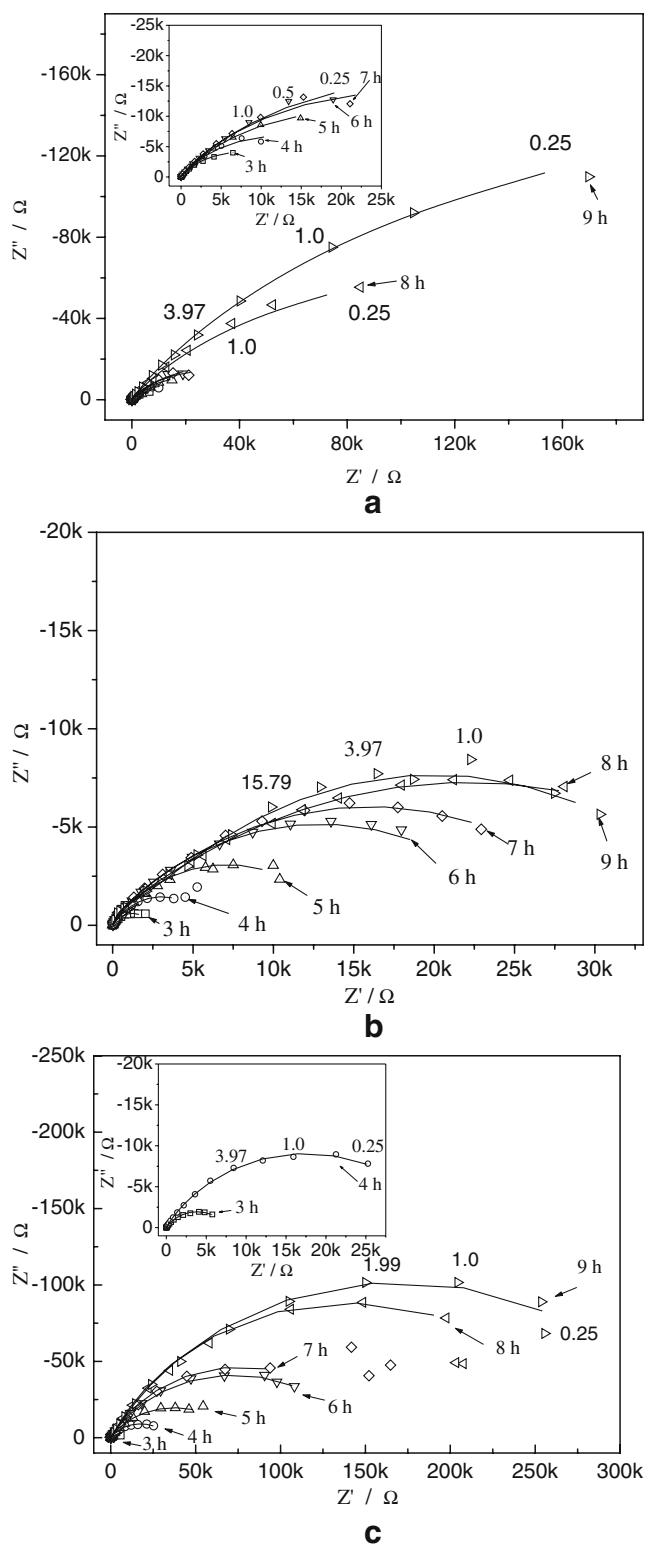 -25k
-20k
-15k
-10k
-5k
0
Z'' / Ω
0.25
0.5
1.0
7 h
6 h
5 h
4 h
3 h
0 5k 10k 15k 20k 25k
Z' / Ω
-160k
-120k
-80k
-40k
0
Z'' / Ω
0.25
9 h
1.0
8 h
3.97
0.25
1.0
0 40k 80k 120k 160k
Z' / Ω
a
-20k
-15k
-10k
-5k
0
Z'' / Ω
1.0
3.97
15.79
8 h
9 h
7 h
6 h
5 h
4 h
3 h
0 5k 10k 15k 20k 25k 30k
Z' / Ω
b
-250k
-200k
-150k
-100k
-50k
0
Z'' / Ω
-20k
-15k
-10k
-5k
0
Z'' / Ω
3.97
1.0
0.25
4 h
3 h
0 5k 10k 15k 20k 25k
Z' / Ω
1.99
1.0
9 h
0.25
8 h
7 h
6 h
5 h
4 h
3 h
0 50k 100k 150k 200k 250k 300k
Z' / Ω
c